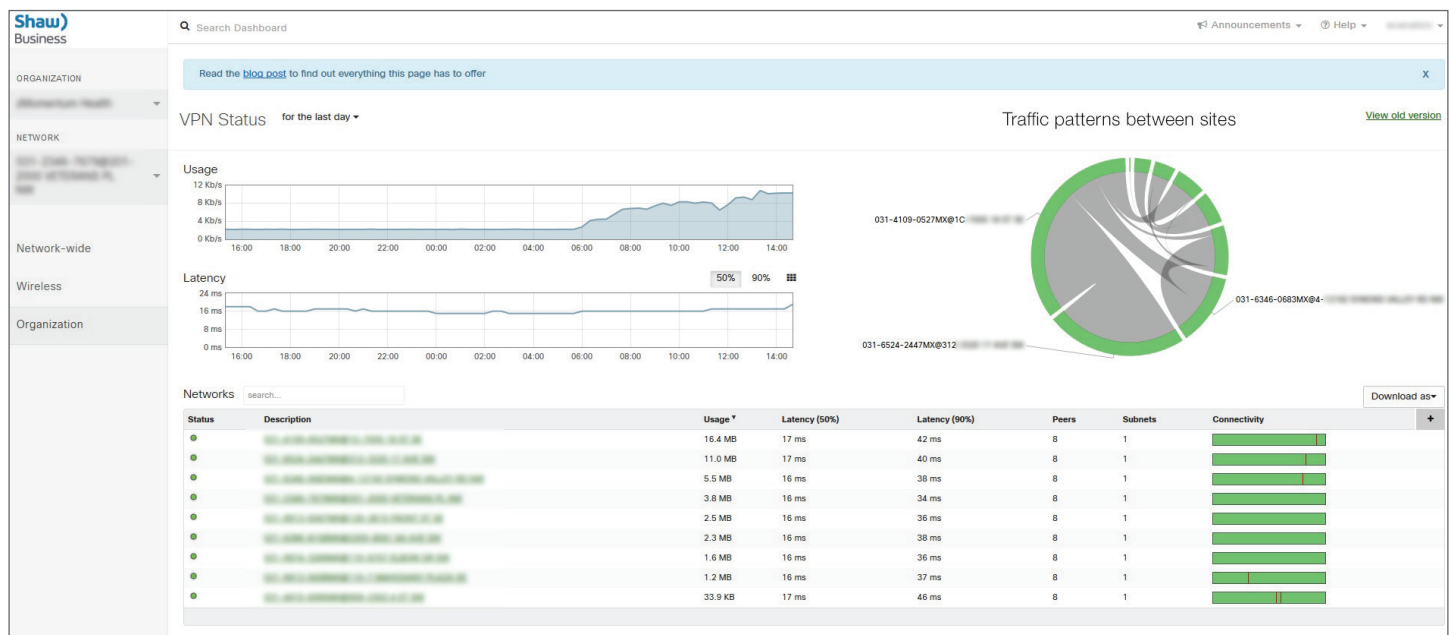 Shaw)
Business
Search Dashboard
Announcements
Help
ORGANIZATION
NETWORK
Network-wide
Wireless
Organization
Read the blog post to find out everything this page has to offer
X
VPN Status for the last day
Traffic patterns between sites
View old version
Usage
12 Kb/s
8 Kb/s
4 Kb/s
0 Kb/s
16:00 18:00 20:00 22:00 00:00 02:00 04:00 06:00 08:00 10:00 12:00 14:00
Latency
50% 90%
24 ms
16 ms
8 ms
0 ms
16:00 18:00 20:00 22:00 00:00 02:00 04:00 06:00 08:00 10:00 12:00 14:00
031-4109-0527MX@1C
031-6346-0683MX@4-
031-6524-2447MX@312
Networks search...
Download as
Status Description Usage Latency (50%) Latency (90%) Peers Subnets Connectivity +
16.4 MB 17 ms 42 ms 8 1
11.0 MB 17 ms 40 ms 8 1
5.5 MB 16 ms 38 ms 8 1
3.8 MB 16 ms 34 ms 8 1
2.5 MB 16 ms 36 ms 8 1
2.3 MB 16 ms 38 ms 8 1
1.6 MB 16 ms 36 ms 8 1
1.2 MB 16 ms 37 ms 8 1
33.9 KB 17 ms 46 ms 8 1